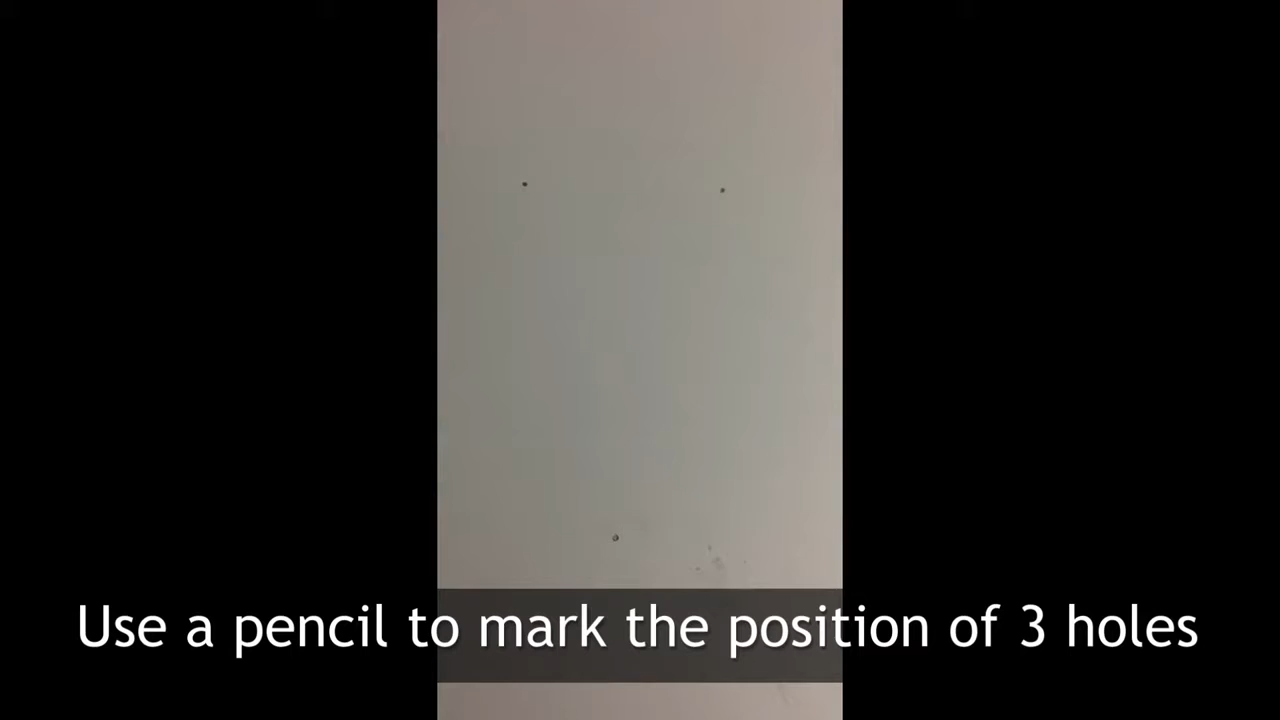 Use a pencil to mark the position of 3 holes